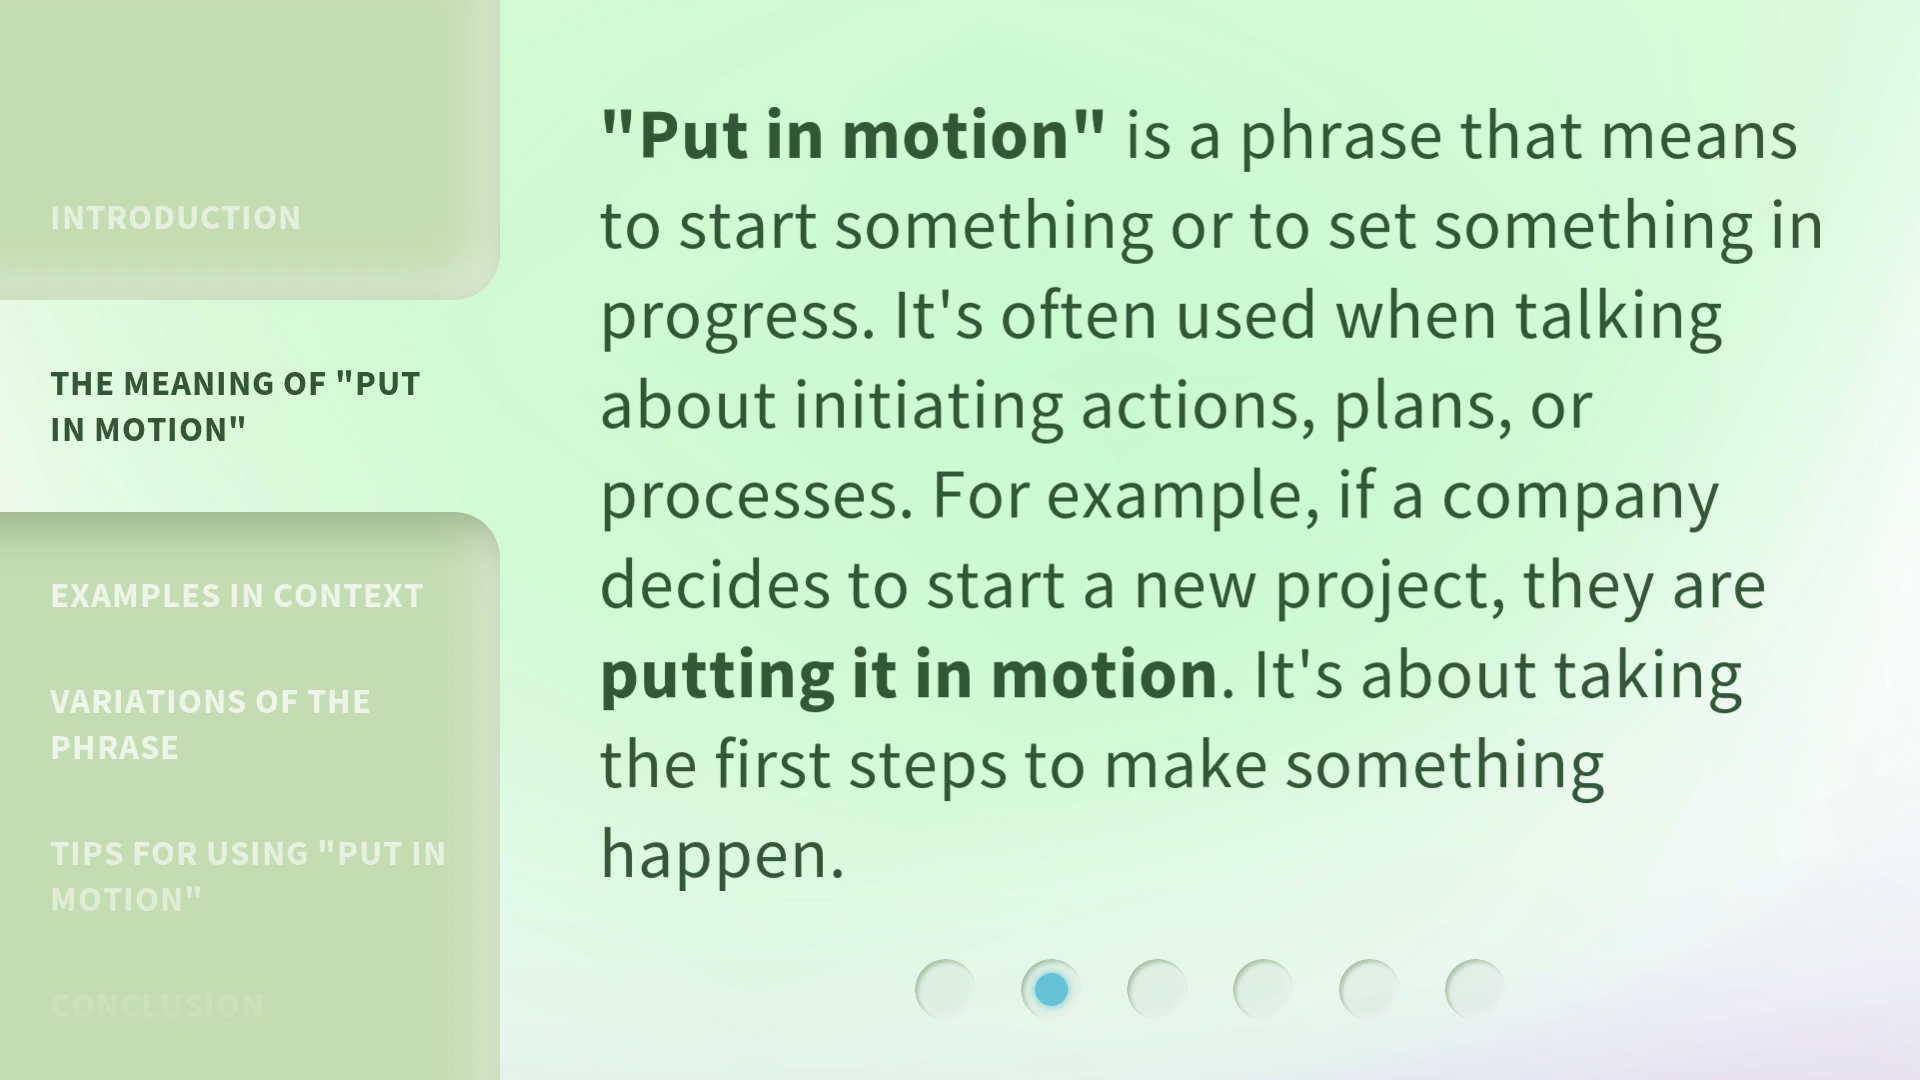 INTRODUCTION
THE MEANING OF "PUT
IN MOTION"
EXAMPLES IN CONTEXT
VARIATIONS OF THE
PHRASE
TIPS FOR USING "PUT IN
MOTION"
CONCLUSION
"Put in motion" is a phrase that means
to start something or to set something in
progress. It's often used when talking
about initiating actions, plans, or
processes. For example, if a company
decides to start a new project, they are
putting it in motion. It's about taking
the first steps to make something
happen.